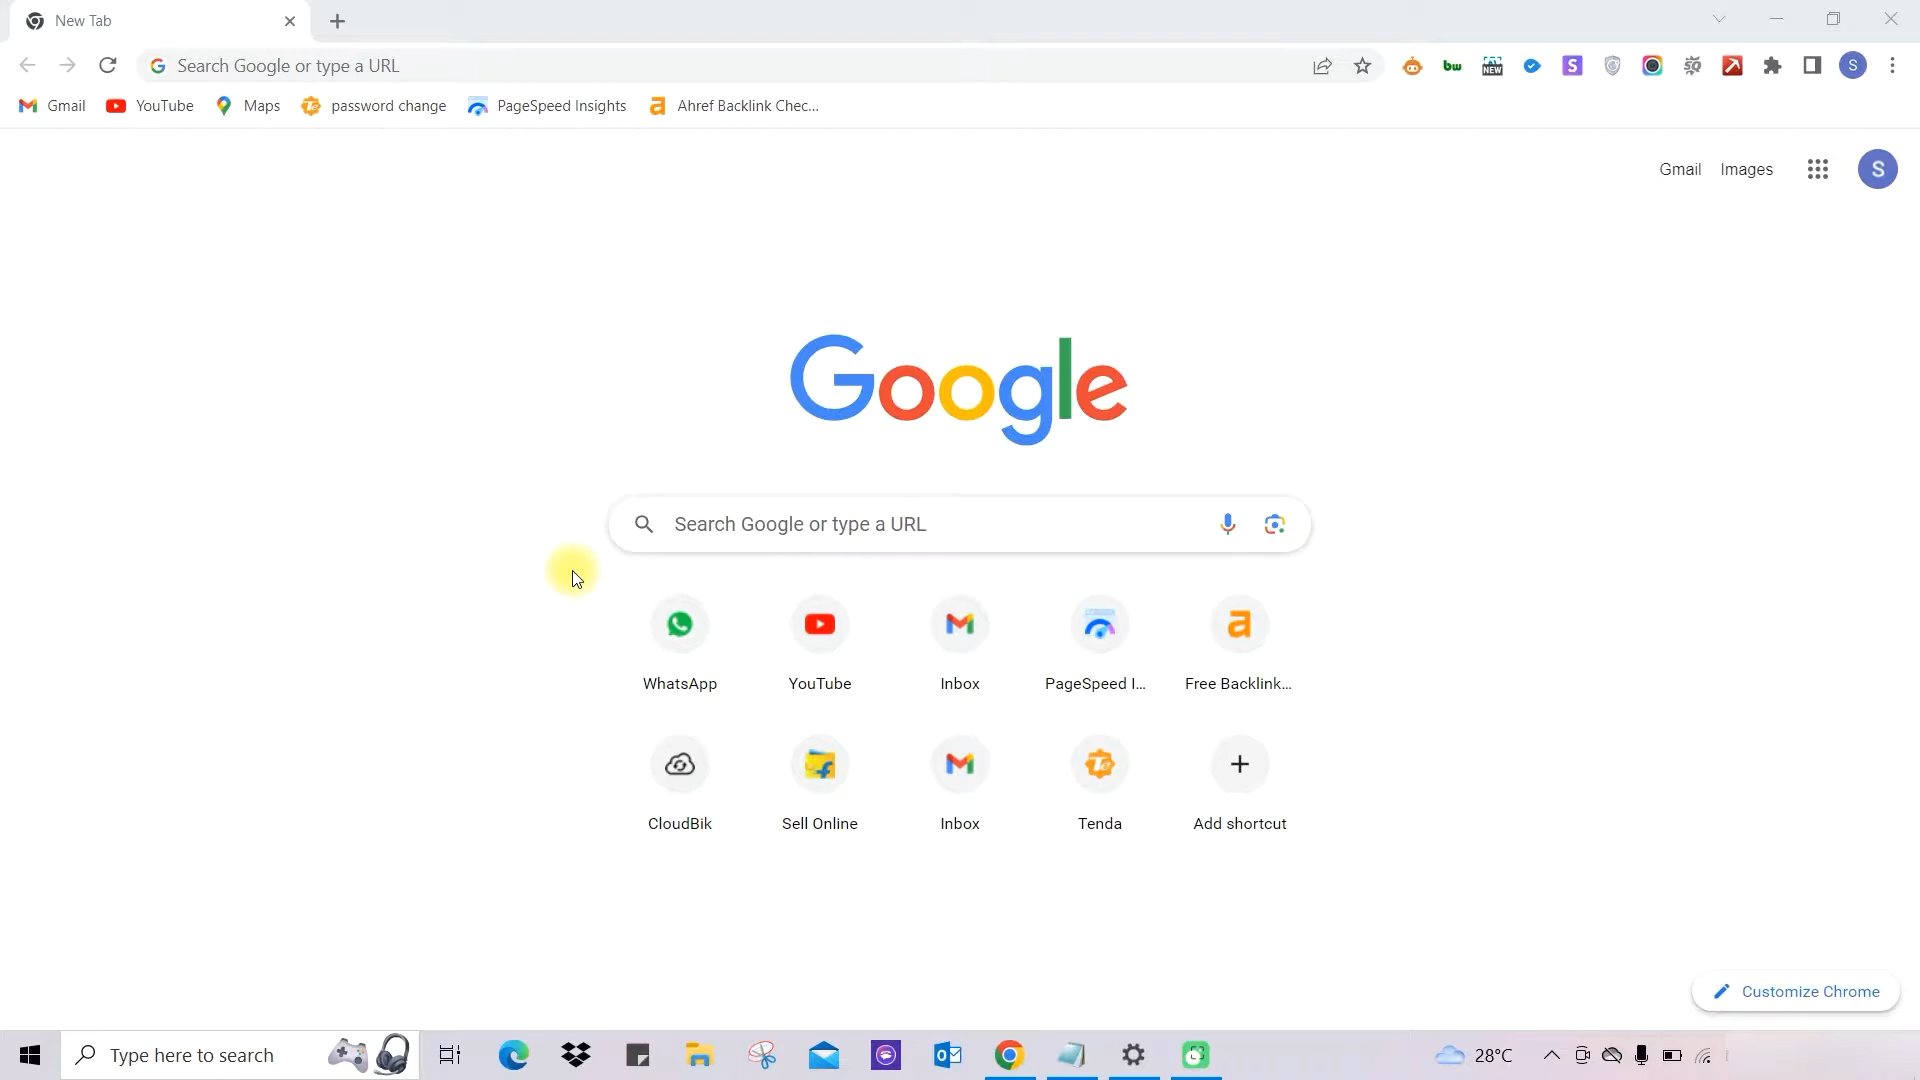 New Tab
Search Google or type a URL
Gmail YouTube Maps password change PageSpeed Insights Ahref Backlink Chec...
Gmail Images
S
Google
Search Google or type a URL
WhatsApp YouTube Inbox PageSpeed I... Free Backlink...
CloudBik Sell Online Inbox Tenda Add shortcut
Customize Chrome
Type here to search 28°C